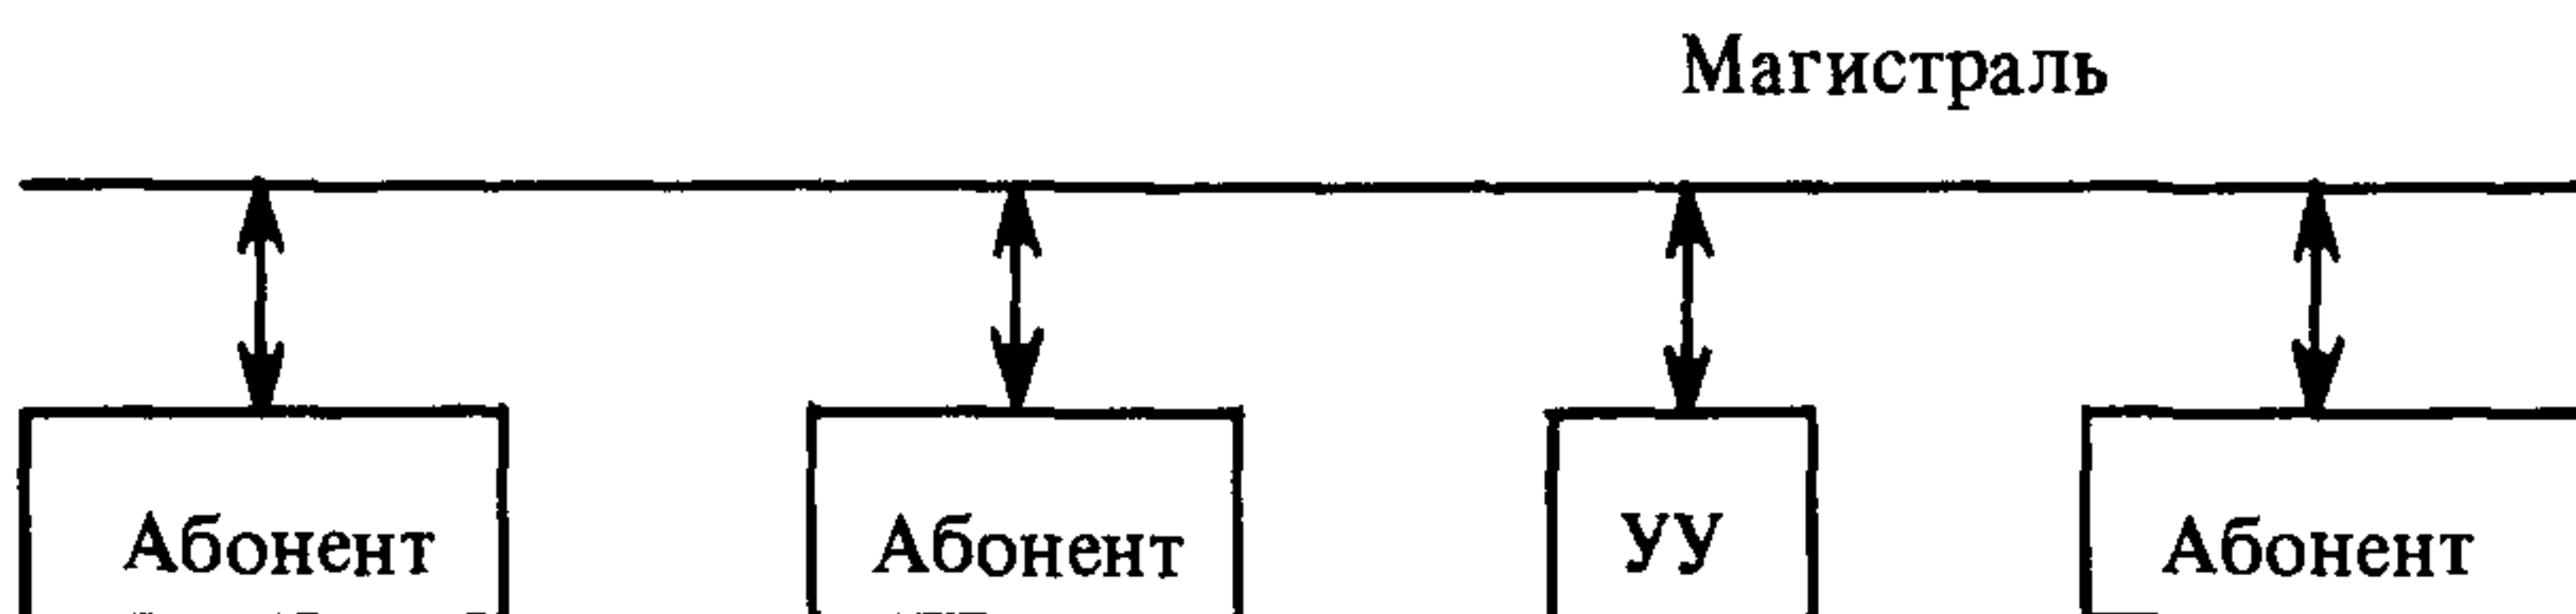 Магистраль
Абонент
Абонент
УУ
Абонент